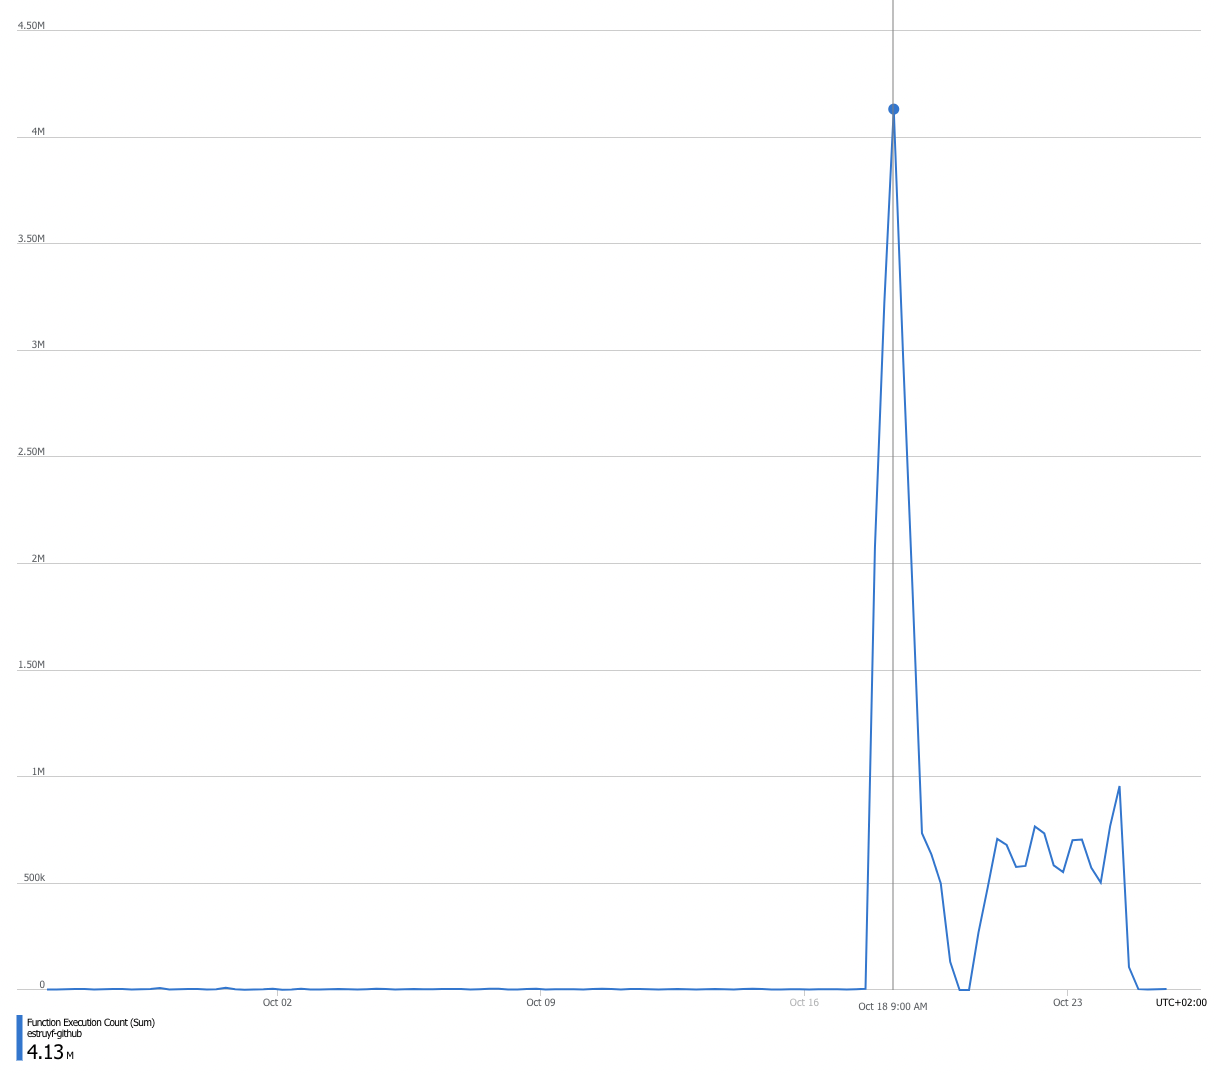 4.50M
4M
3.50M
3M
2.50M
2M
1.50M
1M
500k
0
Oct 02
Oct 09
Oct 16
Oct 18 9:00 AM
Oct 23
UTC+02:00
Function Execution Count (Sum)
estruyf-github
4.13 M